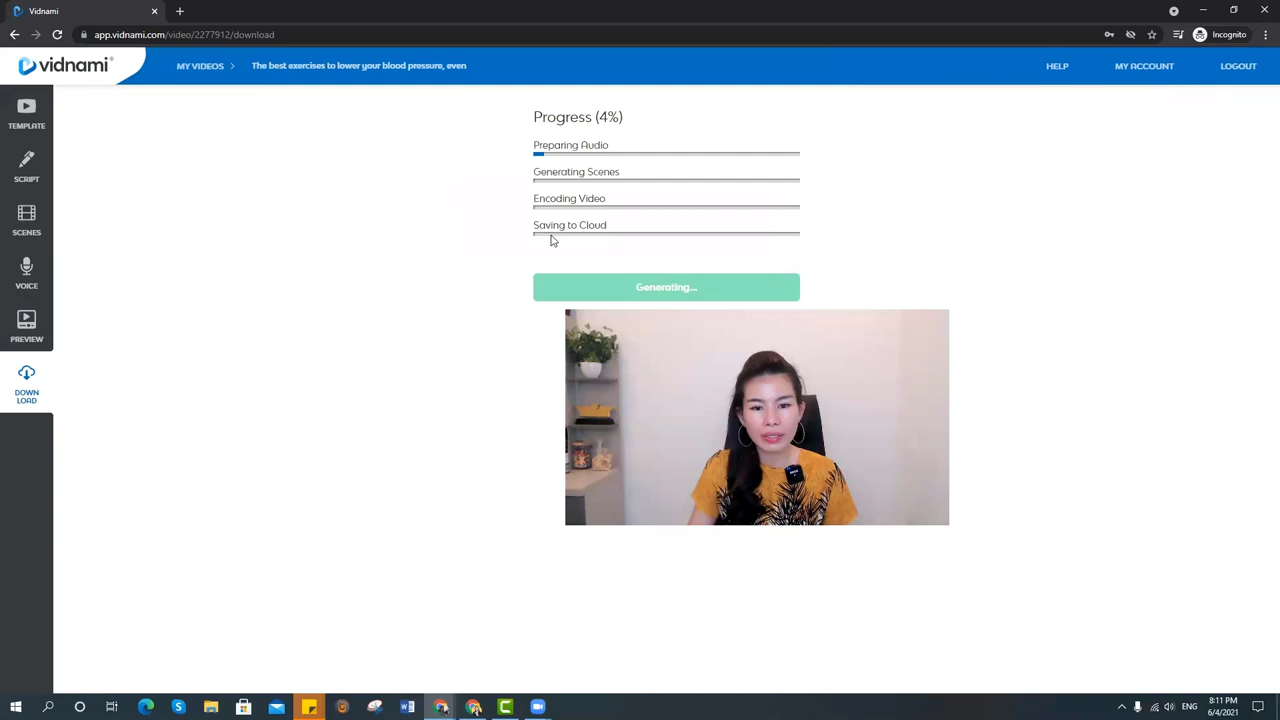 Vidnami
app.vidnami.com/video/2277912/download
Incognito
vidnami®
MY VIDEOS
The best exercises to lower your blood pressure, even
HELP
MY ACCOUNT
LOGOUT
TEMPLATE
SCRIPT
SCENES
VOICE
PREVIEW
DOWN
LOAD
Progress (4%)
Preparing Audio
Generating Scenes
Encoding Video
Saving to Cloud
Generating...
ENG
8:11 PM
6/4/2021